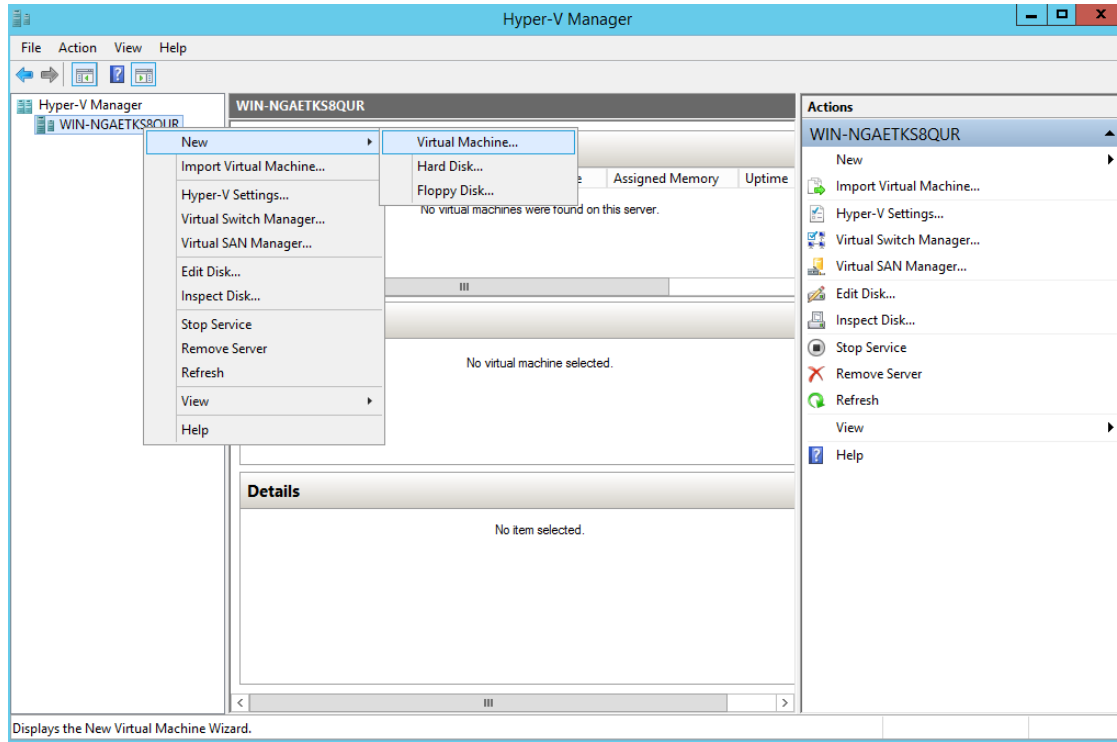 Hyper-V Manager
File Action View Help
Hyper-V Manager
WIN-NGAETKS8QUR
New
Import Virtual Machine...
Hyper-V Settings...
Virtual Switch Manager...
Virtual SAN Manager...
Edit Disk...
Inspect Disk...
Stop Service
Remove Server
Refresh
View
Help
Virtual Machine...
Hard Disk...
Floppy Disk...
WIN-NGAETKS8QUR
Assigned Memory Uptime
No virtual machines were found on this server.
No virtual machine selected.
Details
No item selected.
Actions
WIN-NGAETKS8QUR
New
Import Virtual Machine...
Hyper-V Settings...
Virtual Switch Manager...
Virtual SAN Manager...
Edit Disk...
Inspect Disk...
Stop Service
Remove Server
Refresh
View
Help
Displays the New Virtual Machine Wizard.